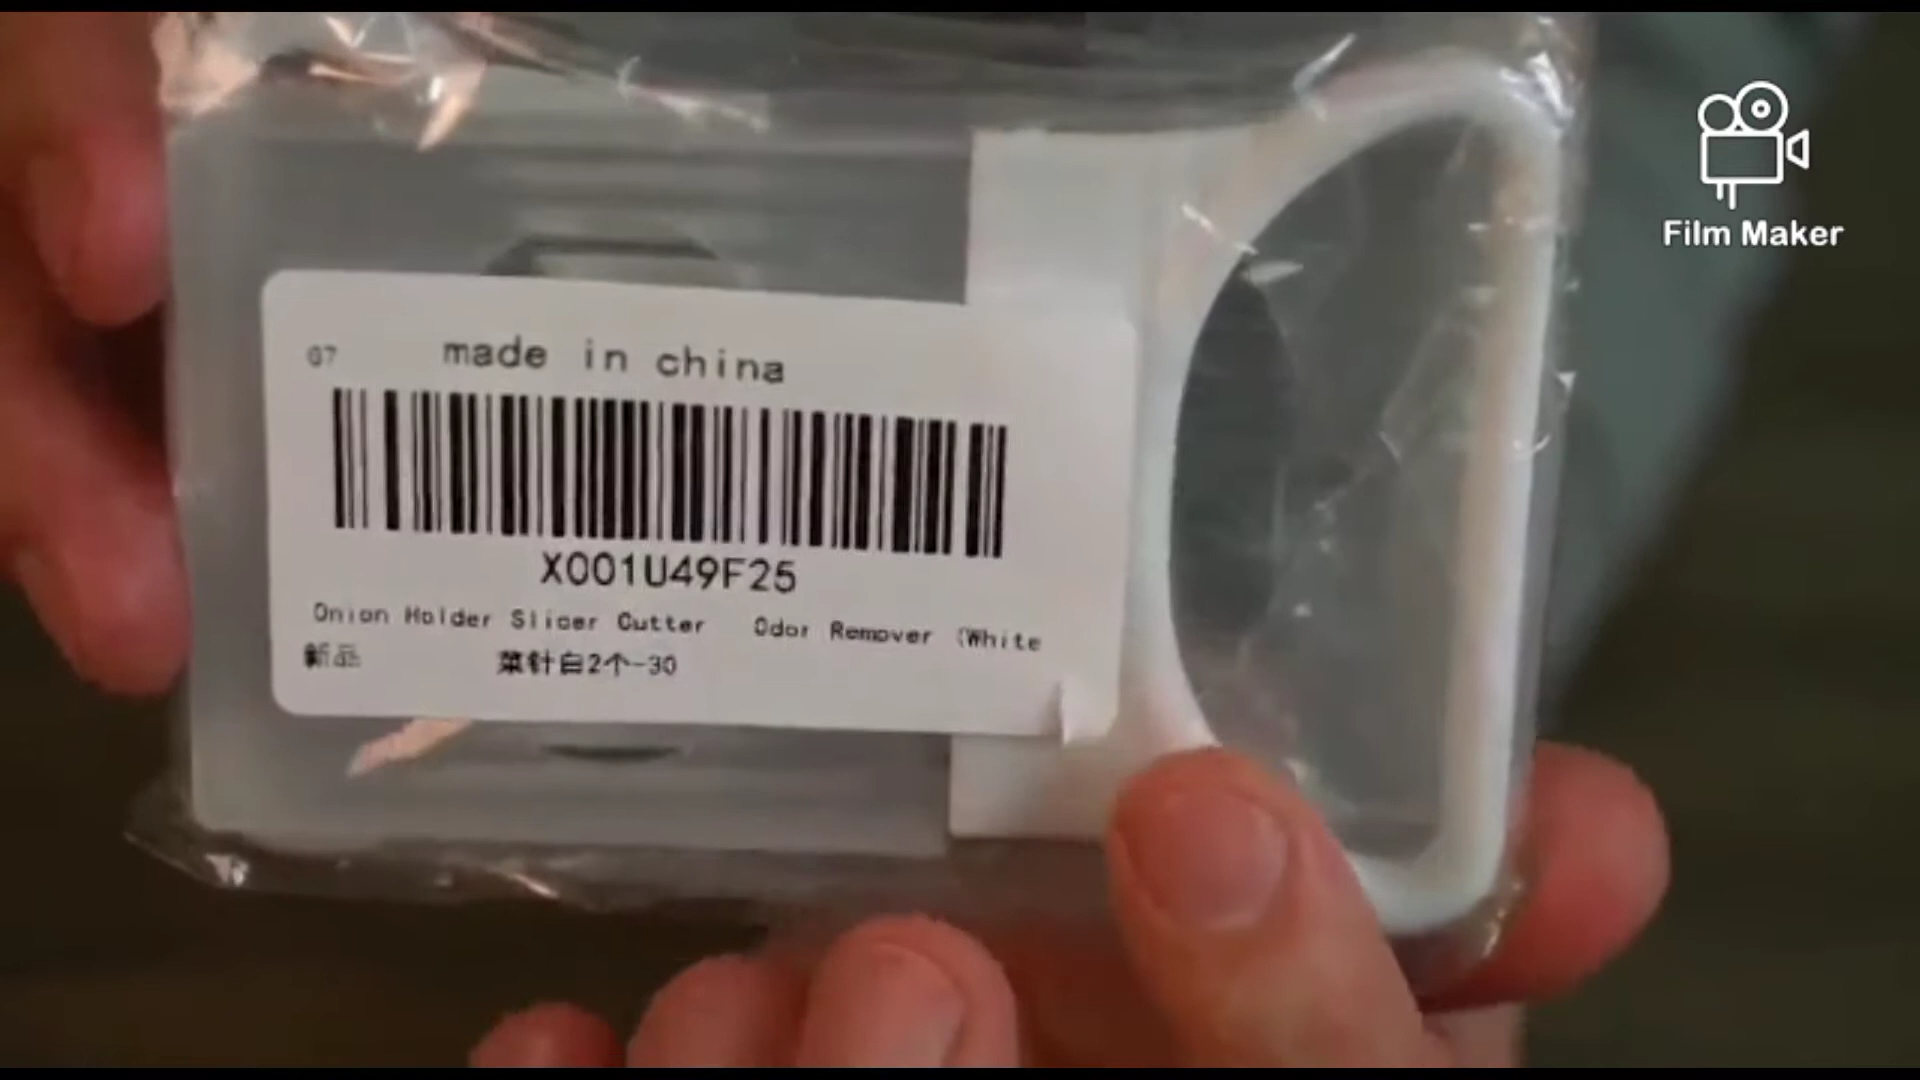 07 made in china
X001U49F25
Onion Holder Slicer Cutter Odor Remover (White
新品 菜针白2个-30
Film Maker